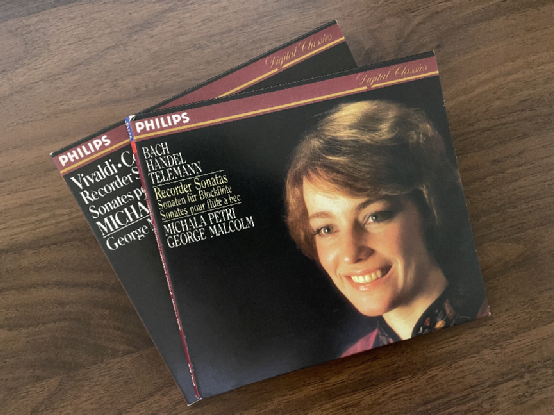 Digital Classics
Digital Classics
PHILIPS
PHILIPS
BACH
HANDEL
TELEMANN
Recorder Sonatas
Sonaten für Blockflöte
Sonates pour flûte à bec
MICHALA PETRI
GEORGE MALCOLM
Vivaldi·
Recorder
Sonates
George